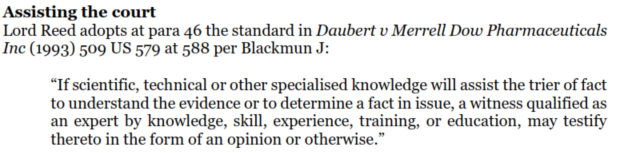 Assisting the court
Lord Reed adopts at para 46 the standard in Daubert v Merrell Dow Pharmaceuticals
Inc (1993) 509 US 579 at 588 per Blackmun J:
“If scientific, technical or other specialised knowledge will assist the trier of fact
to understand the evidence or to determine a fact in issue, a witness qualified as
an expert by knowledge, skill, experience, training, or education, may testify
thereto in the form of an opinion or otherwise.”